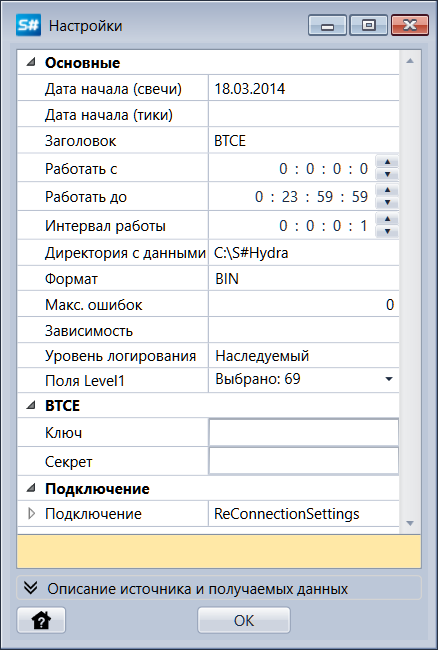 S# Настройки
Основные
Дата начала (свечи) 18.03.2014
Дата начала (тики)
Заголовок BTCE
Работать с 0 : 0 : 0 : 0
Работать до 0 : 23 : 59 : 59
Интервал работы 0 : 0 : 0 : 1
Директория с данными C:\S#Hydra
Формат BIN
Макс. ошибок 0
Зависимость
Уровень логирования Наследуемый
Поля Level1 Выбрано: 69
BTCE
Ключ
Секрет
Подключение
Подключение ReConnectionSettings
Описание источника и получаемых данных
? OK